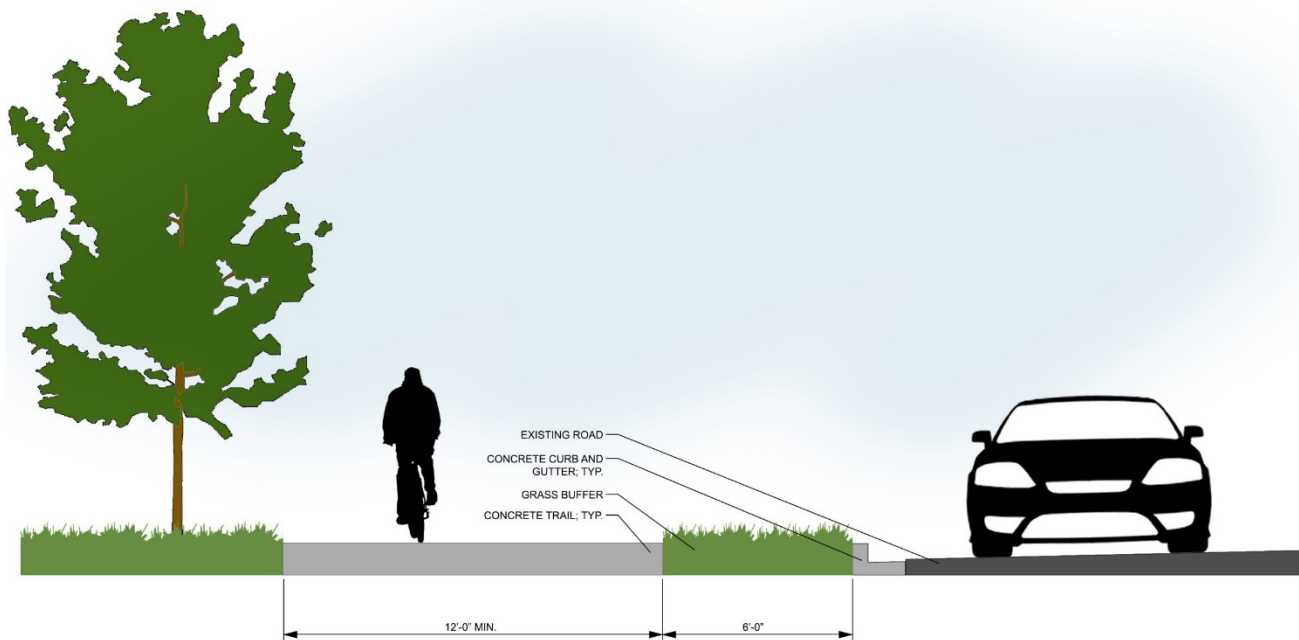 EXISTING ROAD
CONCRETE CURB AND
GUTTER; TYP.
GRASS BUFFER
CONCRETE TRAIL; TYP.
12'-0" MIN.
6'-0"